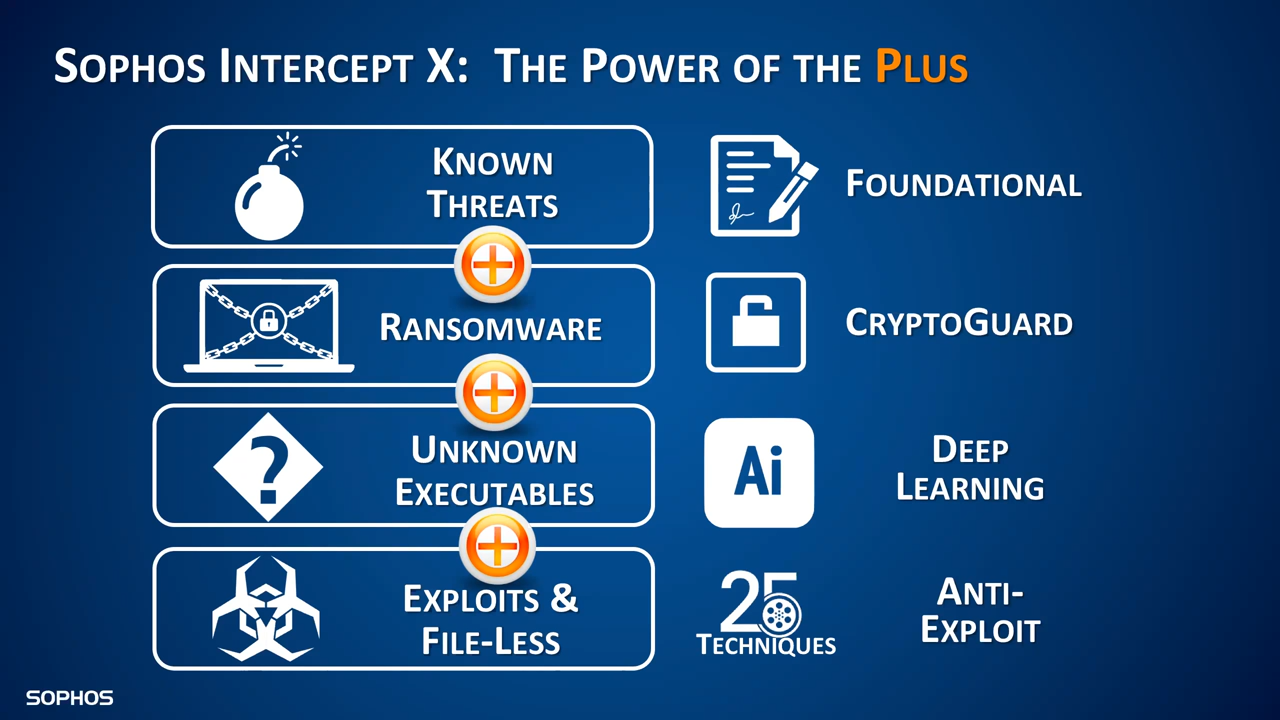 SOPHOS INTERCEPT X: THE POWER OF THE PLUS
KNOWN
THREATS
FOUNDATIONAL
RANSOMWARE
CRYPTOGUARD
?
UNKNOWN
EXECUTABLES
Ai
DEEP
LEARNING
EXPLOITS &
FILE-LESS
25
TECHNIQUES
ANTI-
EXPLOIT
SOPHOS